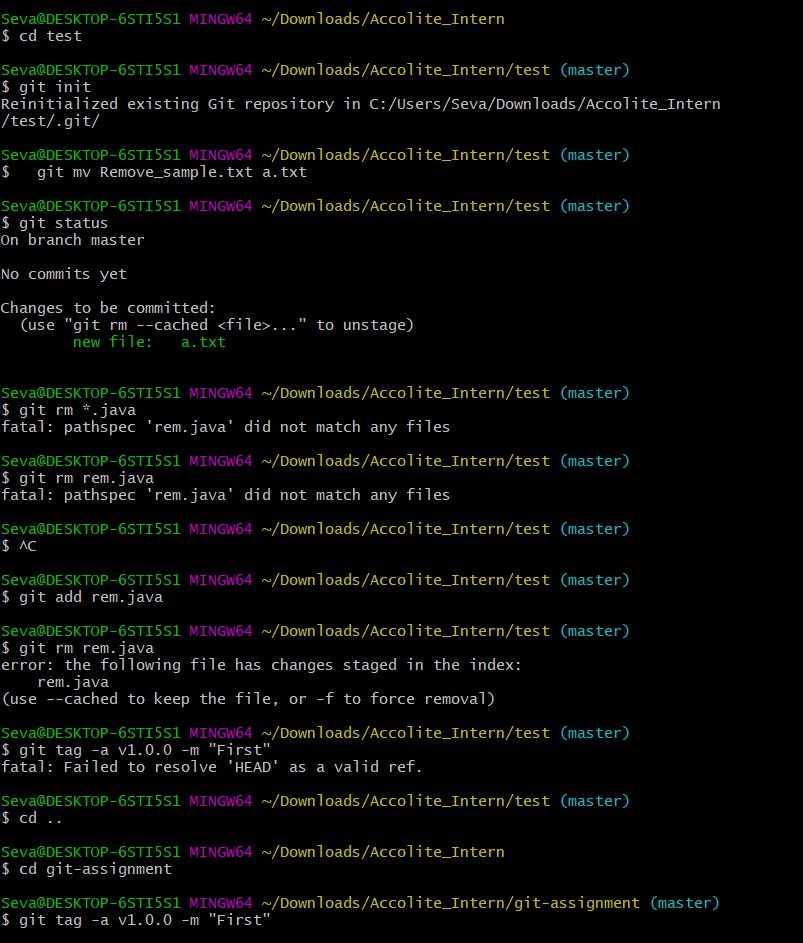 Seva@DESKTOP-6STI5S1 MINGW64 ~/Downloads/Accolite_Intern
$ cd test
Seva@DESKTOP-6STI5S1 MINGW64 ~/Downloads/Accolite_Intern/test (master)
$ git init
Reinitialized existing Git repository in C:/Users/Seva/Downloads/Accolite_Intern
/test/.git/
Seva@DESKTOP-6STI5S1 MINGW64 ~/Downloads/Accolite_Intern/test (master)
$   git mv Remove_sample.txt a.txt
Seva@DESKTOP-6STI5S1 MINGW64 ~/Downloads/Accolite_Intern/test (master)
$ git status
On branch master
No commits yet
Changes to be committed:
  (use "git rm --cached <file>..." to unstage)
        new file:   a.txt
Seva@DESKTOP-6STI5S1 MINGW64 ~/Downloads/Accolite_Intern/test (master)
$ git rm *.java
fatal: pathspec 'rem.java' did not match any files
Seva@DESKTOP-6STI5S1 MINGW64 ~/Downloads/Accolite_Intern/test (master)
$ git rm rem.java
fatal: pathspec 'rem.java' did not match any files
Seva@DESKTOP-6STI5S1 MINGW64 ~/Downloads/Accolite_Intern/test (master)
$ ^C
Seva@DESKTOP-6STI5S1 MINGW64 ~/Downloads/Accolite_Intern/test (master)
$ git add rem.java
Seva@DESKTOP-6STI5S1 MINGW64 ~/Downloads/Accolite_Intern/test (master)
$ git rm rem.java
error: the following file has changes staged in the index:
    rem.java
(use --cached to keep the file, or -f to force removal)
Seva@DESKTOP-6STI5S1 MINGW64 ~/Downloads/Accolite_Intern/test (master)
$ git tag -a v1.0.0 -m "First"
fatal: Failed to resolve 'HEAD' as a valid ref.
Seva@DESKTOP-6STI5S1 MINGW64 ~/Downloads/Accolite_Intern/test (master)
$ cd ..
Seva@DESKTOP-6STI5S1 MINGW64 ~/Downloads/Accolite_Intern
$ cd git-assignment
Seva@DESKTOP-6STI5S1 MINGW64 ~/Downloads/Accolite_Intern/git-assignment (master)
$ git tag -a v1.0.0 -m "First"